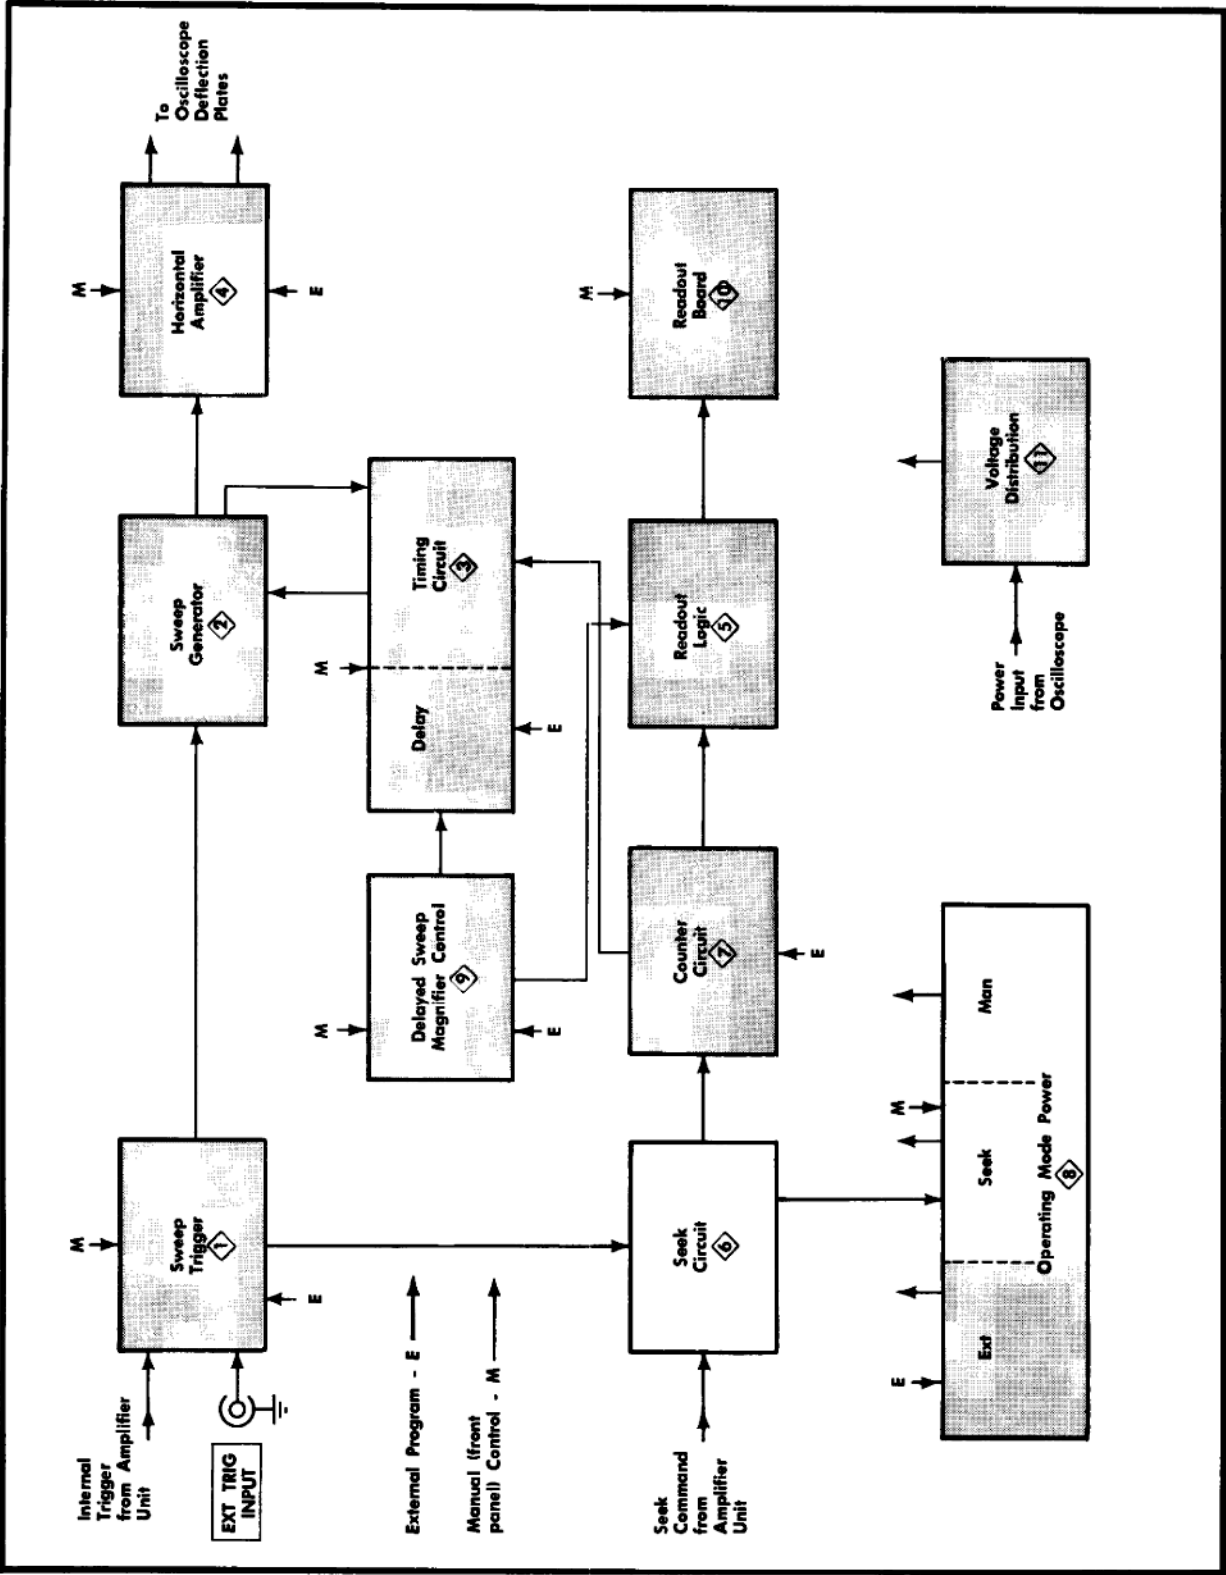 Internal
Trigger
from Amplifier
Unit
EXT TRIG
INPUT
M
Sweep
Trigger
1
E
Sweep
Generator
2
M
Horizontal
Amplifier
4
E
To
Oscilloscope
Deflection
Plates
External Program - E
Manual (front
panel) Control - M
M
Delayed Sweep
Magnifier Control
9
E
M
Delay
Timing
Circuit
3
E
Seek
Command
from
Amplifier
Unit
Seek
Circuit
6
Counter
Circuit
7
E
Readout
Logic
5
M
Readout
Board
10
E
Ext
Seek
M
Man
Operating Mode Power
8
Power
Input
from
Oscilloscope
Voltage
Distribution
11